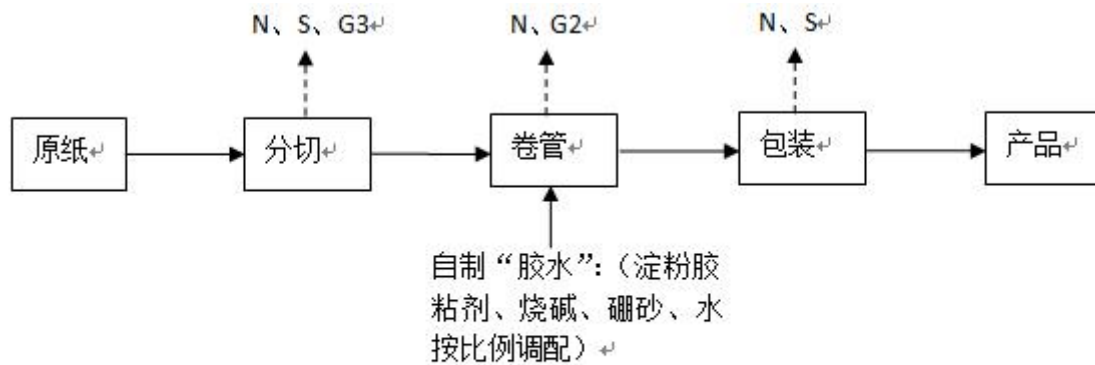 N、S、G3
N、G2
N、S
原纸
分切
卷管
包装
产品
自制“胶水”：（淀粉胶
粘剂、烧碱、硼砂、水
按比例调配）